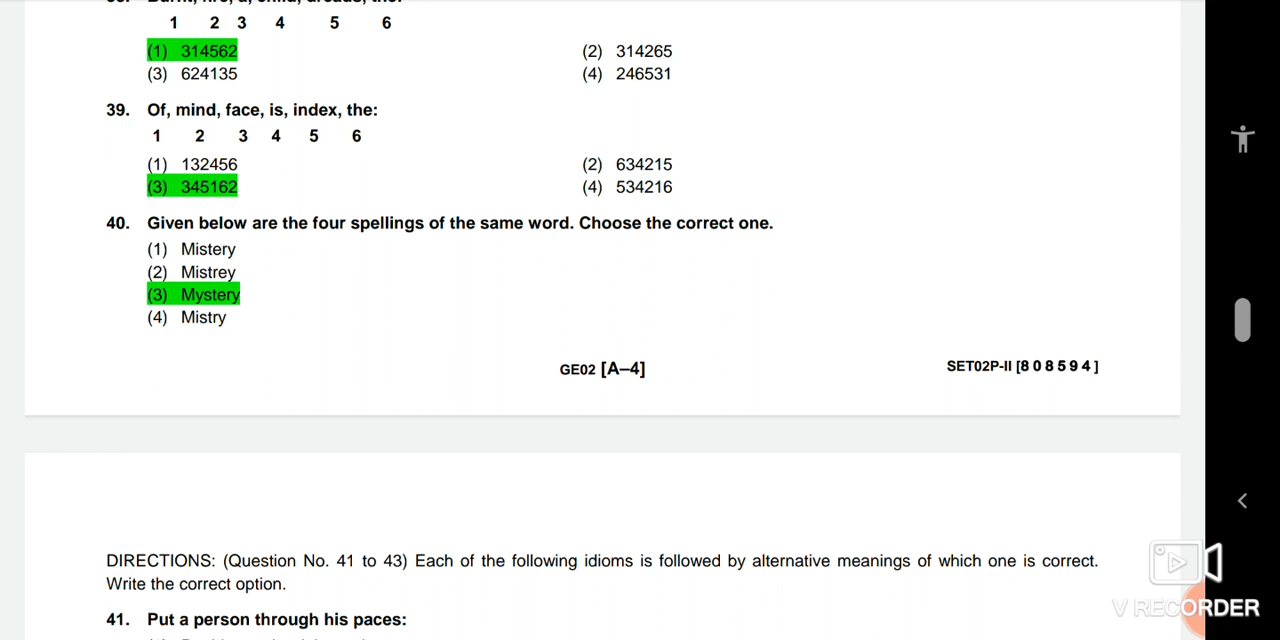 1 2 3 4 5 6
(1) 314562 (2) 314265
(3) 624135 (4) 246531
39. Of, mind, face, is, index, the:
1 2 3 4 5 6
(1) 132456 (2) 634215
(3) 345162 (4) 534216
40. Given below are the four spellings of the same word. Choose the correct one.
(1) Mistery
(2) Mistrey
(3) Mystery
(4) Mistry
GE02 [A–4] SET02P-II [8 0 8 5 9 4]
DIRECTIONS: (Question No. 41 to 43) Each of the following idioms is followed by alternative meanings of which one is correct.
Write the correct option.
41. Put a person through his paces:
V RECORDER